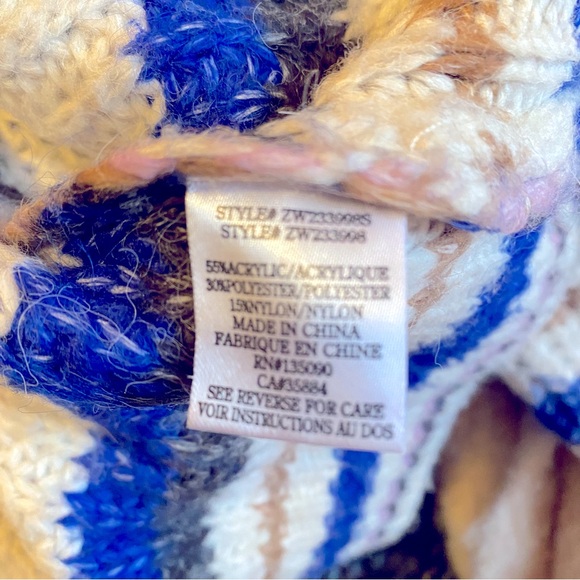 STYLE# ZW233998S
STYLE# ZW233998
55%ACRYLIC/ACRYLIQUE
30%POLYESTER/POLYESTER
15%NYLON/NYLON
MADE IN CHINA
FABRIQUE EN CHINE
RN#135090
CA#35884
SEE REVERSE FOR CARE
VOIR INSTRUCTIONS AU DOS